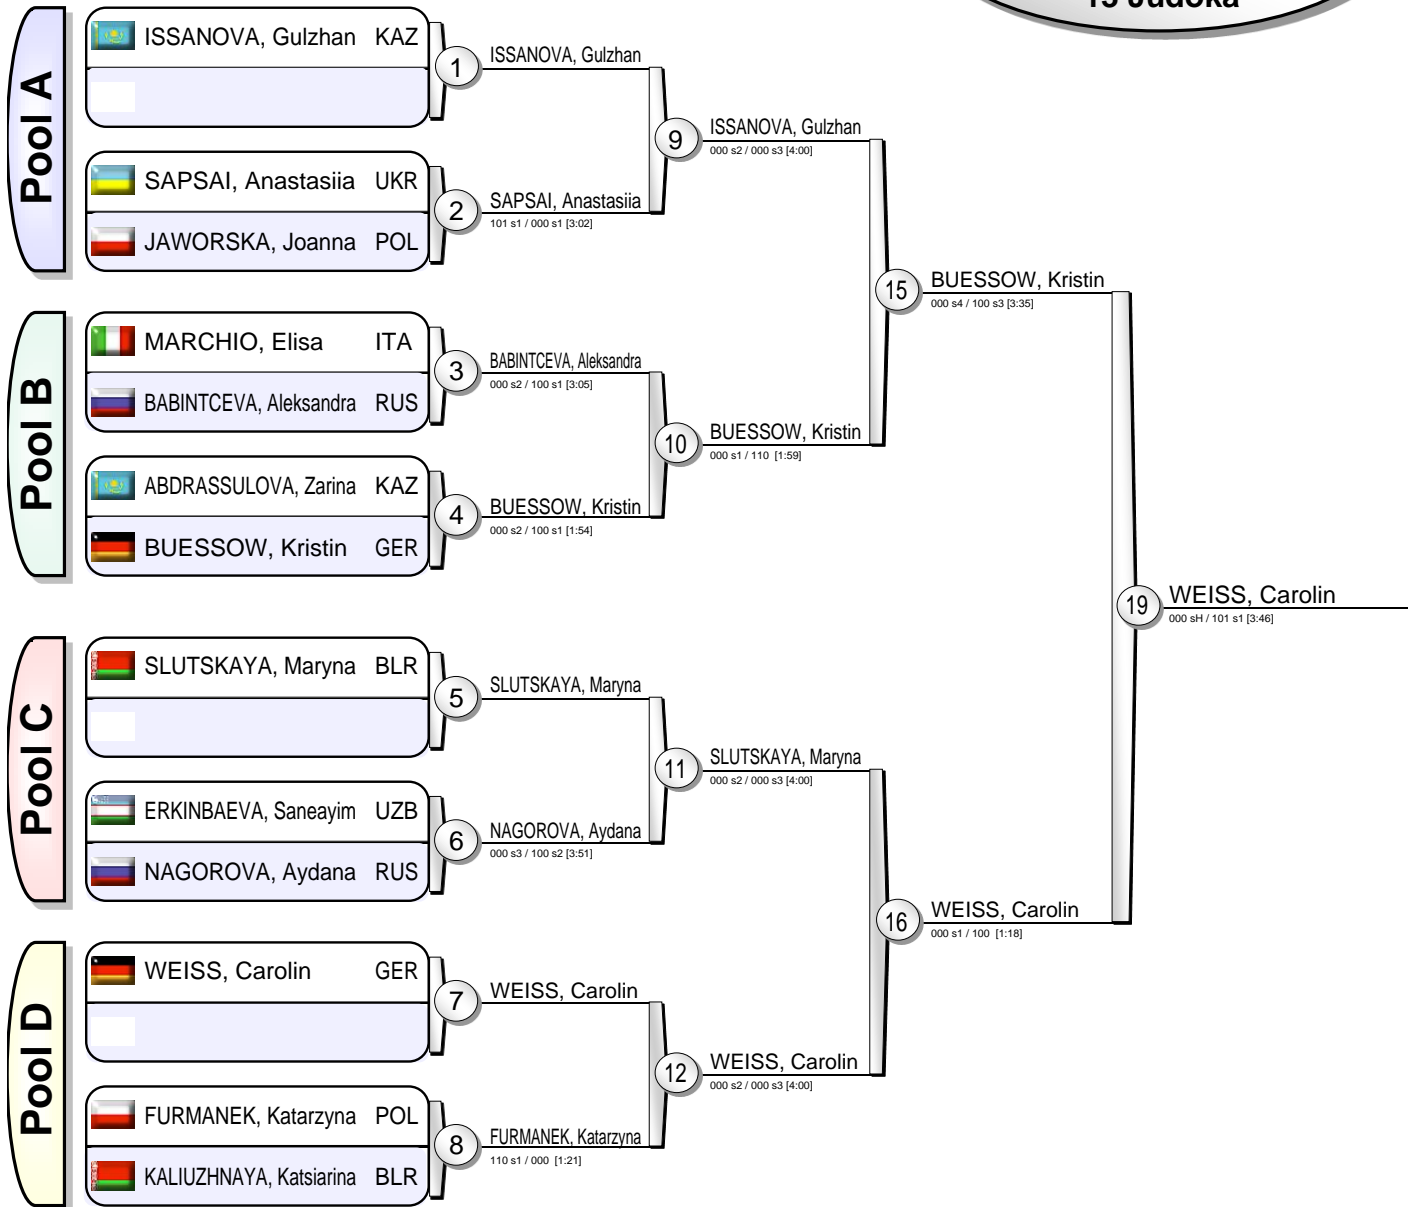 13 Judoka
Pool A
ISSANOVA, Gulzhan KAZ
1
ISSANOVA, Gulzhan
SAPSAI, Anastasiia UKR
JAWORSKA, Joanna POL
2
SAPSAI, Anastasiia
101 s1 / 000 s1 [3:02]
9
ISSANOVA, Gulzhan
000 s2 / 000 s3 [4:00]
Pool B
MARCHIO, Elisa ITA
BABINTCEVA, Aleksandra RUS
3
BABINTCEVA, Aleksandra
000 s2 / 100 s1 [3:05]
ABDRASSULOVA, Zarina KAZ
BUESSOW, Kristin GER
4
BUESSOW, Kristin
000 s2 / 100 s1 [1:54]
10
BUESSOW, Kristin
000 s1 / 110 [1:59]
15
BUESSOW, Kristin
000 s4 / 100 s3 [3:35]
Pool C
SLUTSKAYA, Maryna BLR
5
SLUTSKAYA, Maryna
ERKINBAEVA, Saneayim UZB
NAGOROVA, Aydana RUS
6
NAGOROVA, Aydana
000 s3 / 100 s2 [3:51]
11
SLUTSKAYA, Maryna
000 s2 / 000 s3 [4:00]
Pool D
WEISS, Carolin GER
7
WEISS, Carolin
FURMANEK, Katarzyna POL
KALIUZHNAYA, Katsiarina BLR
8
FURMANEK, Katarzyna
110 s1 / 000 [1:21]
12
WEISS, Carolin
000 s2 / 000 s3 [4:00]
16
WEISS, Carolin
000 s1 / 100 [1:18]
19
WEISS, Carolin
000 sH / 101 s1 [3:46]